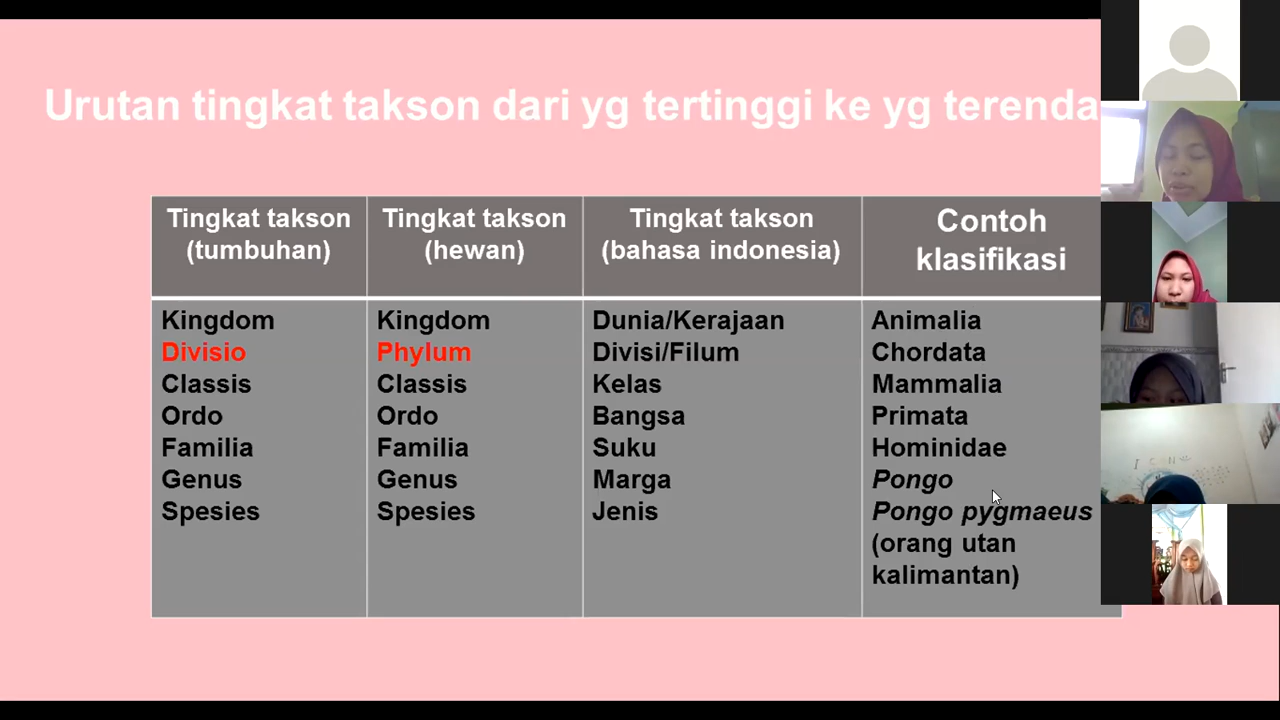 Urutan tingkat takson dari yg tertinggi ke yg terenda
Tingkat takson
(tumbuhan)
Tingkat takson
(hewan)
Tingkat takson
(bahasa indonesia)
Contoh
klasifikasi
Kingdom
Divisio
Classis
Ordo
Familia
Genus
Spesies
Kingdom
Phylum
Classis
Ordo
Familia
Genus
Spesies
Dunia/Kerajaan
Divisi/Filum
Kelas
Bangsa
Suku
Marga
Jenis
Animalia
Chordata
Mammalia
Primata
Hominidae
Pongo
Pongo pygmaeus
(orang utan
kalimantan)